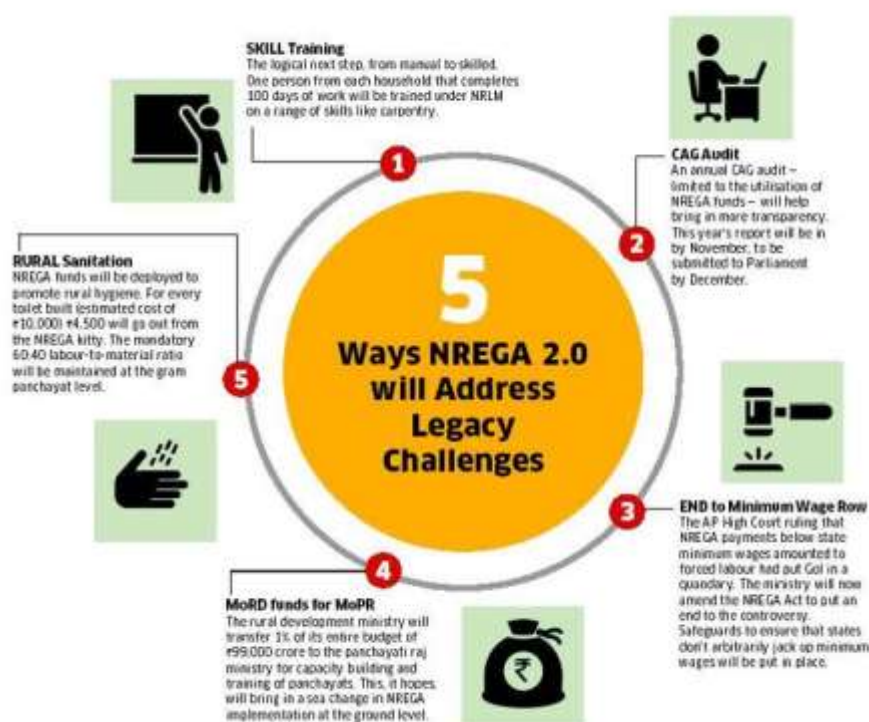 SKILL Training
The logical next step, from manual to skilled.
One person from each household that completes
100 days of work will be trained under NRLM
on a range of skills like carpentry.
1
CAG Audit
An annual CAG audit –
limited to the utilisation of
NREGA funds – will help
bring in more transparency.
This year's report will be in
by November, to be
submitted to Parliament
by December.
2
5
Ways NREGA 2.0
will Address
Legacy
Challenges
END to Minimum Wage Row
The AP High Court ruling that
NREGA payments below state
minimum wages amounted to
forced labour had put GoI in a
quandary. The ministry will now
amend the NREGA Act to put an
end to the controversy.
Safeguards to ensure that states
don't arbitrarily jack up minimum
wages will be put in place.
3
MoRD funds for MoPR
The rural development ministry will
transfer 1% of its entire budget of
₹99,000 crore to the panchayati raj
ministry for capacity building and
training of panchayats. This, it hopes,
will bring in a sea change in NREGA
implementation at the ground level.
4
₹
RURAL Sanitation
NREGA funds will be deployed to
promote rural hygiene. For every
toilet built (estimated cost of
₹10,000) ₹4,500 will go out from
the NREGA kitty. The mandatory
60:40 labour-to-material ratio
will be maintained at the gram
panchayat level.
5